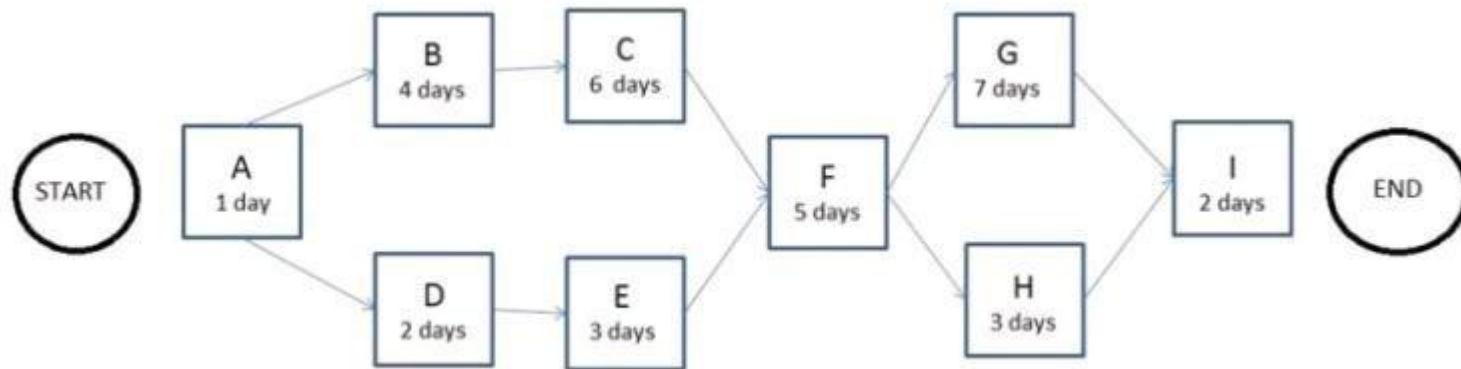 START
A
1 day
B
4 days
C
6 days
D
2 days
E
3 days
F
5 days
G
7 days
H
3 days
I
2 days
END